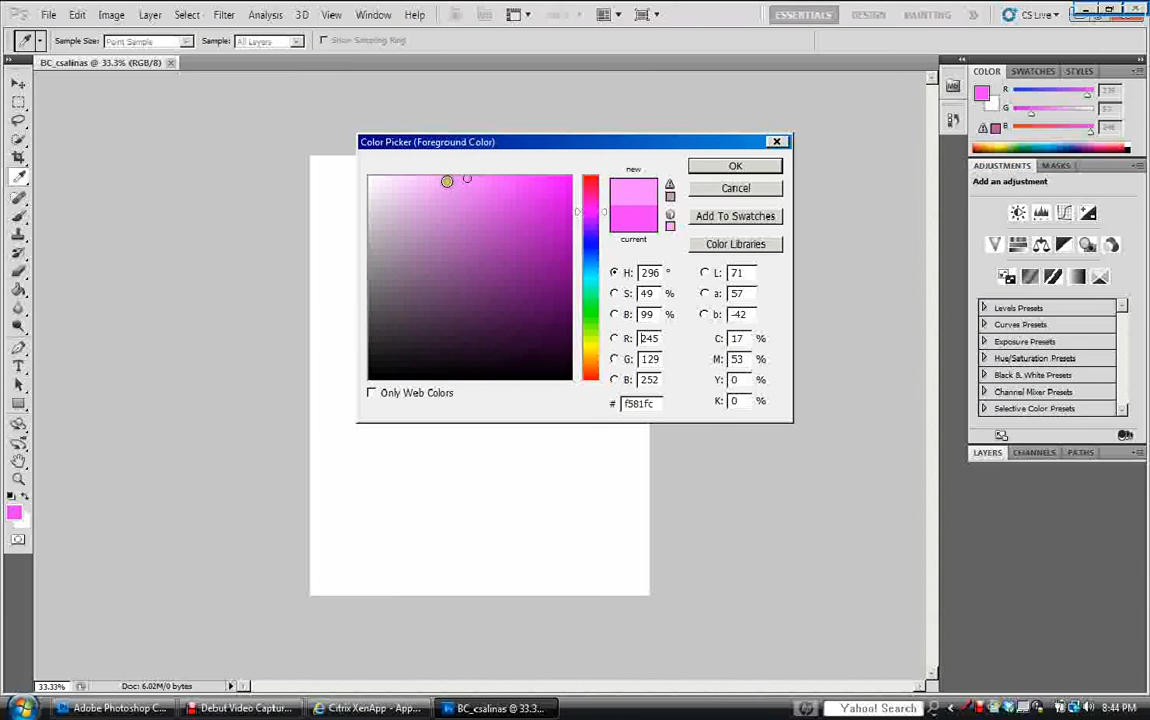 File Edit Image Layer Select Filter Analysis 3D View Window Help
ESSENTIALS DESIGN PAINTING CS Live
Sample Size: Point Sample Sample: All Layers Show Sampling Ring
BC_csalinas @ 33.3% (RGB/8)
COLOR SWATCHES STYLES
R
G
B
ADJUSTMENTS MASKS
Add an adjustment
Levels Presets
Curves Presets
Exposure Presets
Hue/Saturation Presets
Black & White Presets
Channel Mixer Presets
Selective Color Presets
LAYERS CHANNELS PATHS
Color Picker (Foreground Color)
new
current
OK
Cancel
Add To Swatches
Color Libraries
H: 296 ° L: 71
S: 49 % a: 57
B: 99 % b: -42
R: 245 C: 17 %
G: 129 M: 53 %
B: 252 Y: 0 %
# f581fc K: 0 %
Only Web Colors
33.33% Doc: 6.02M/0 bytes
Adobe Photoshop C... Debut Video Captur... Citrix XenApp - App... BC_csalinas @ 33.3... Yahoo! Search 8:44 PM